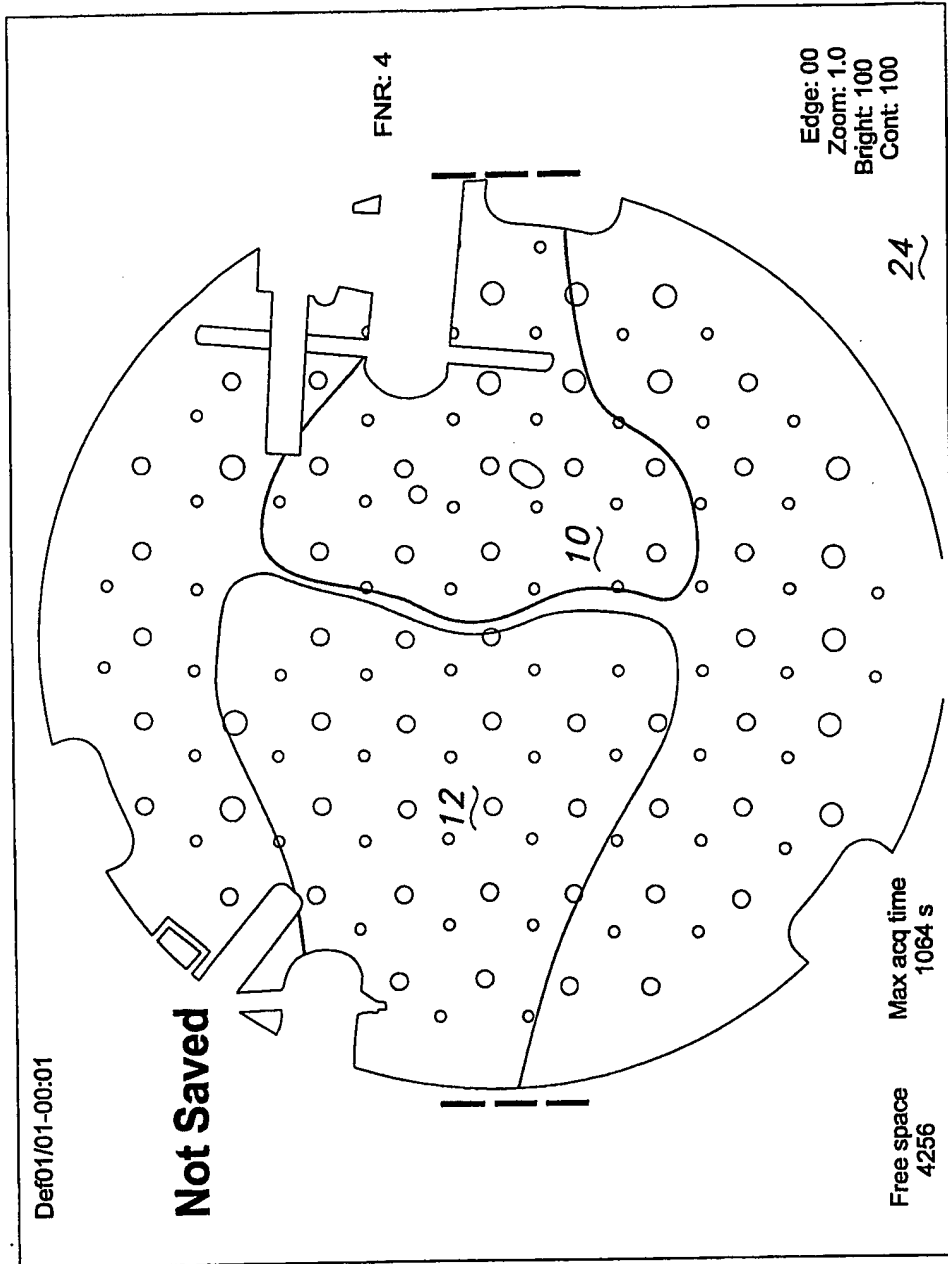 Def01/01-00:01
Not Saved
FNR: 4
12
10
24
Free space
4256
Max acq time
1064 s
Edge: 00
Zoom: 1.0
Bright: 100
Cont: 100